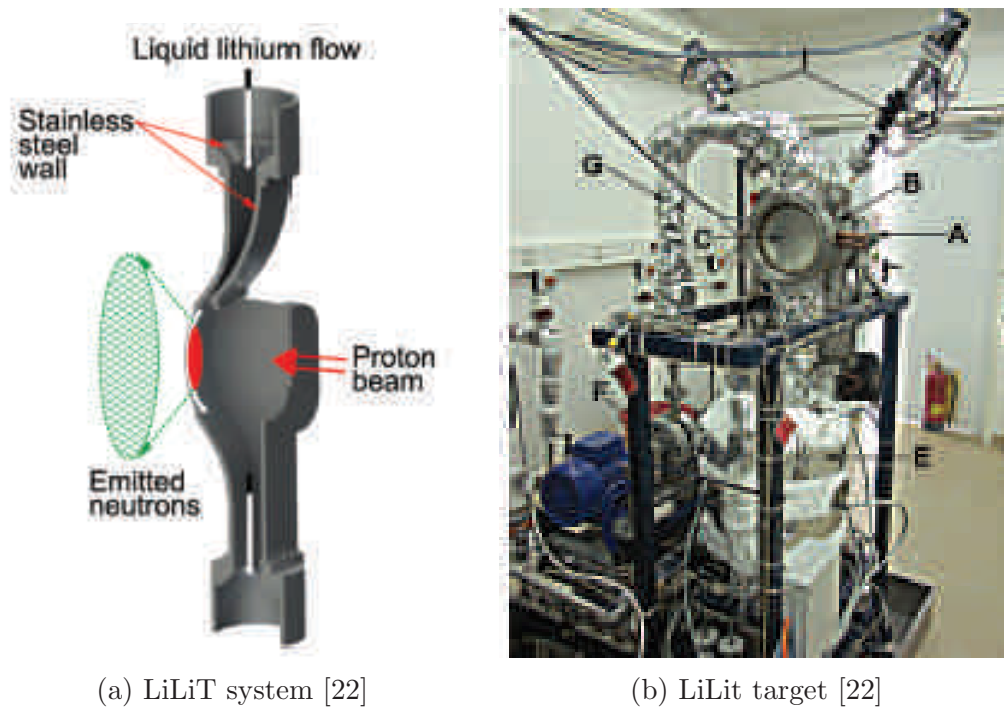 Liquid lithium flow
Stainless
steel
wall
Proton
beam
Emitted
neutrons
G
B
C
A
F
E
(a) LiLiT system [22]
(b) LiLit target [22]